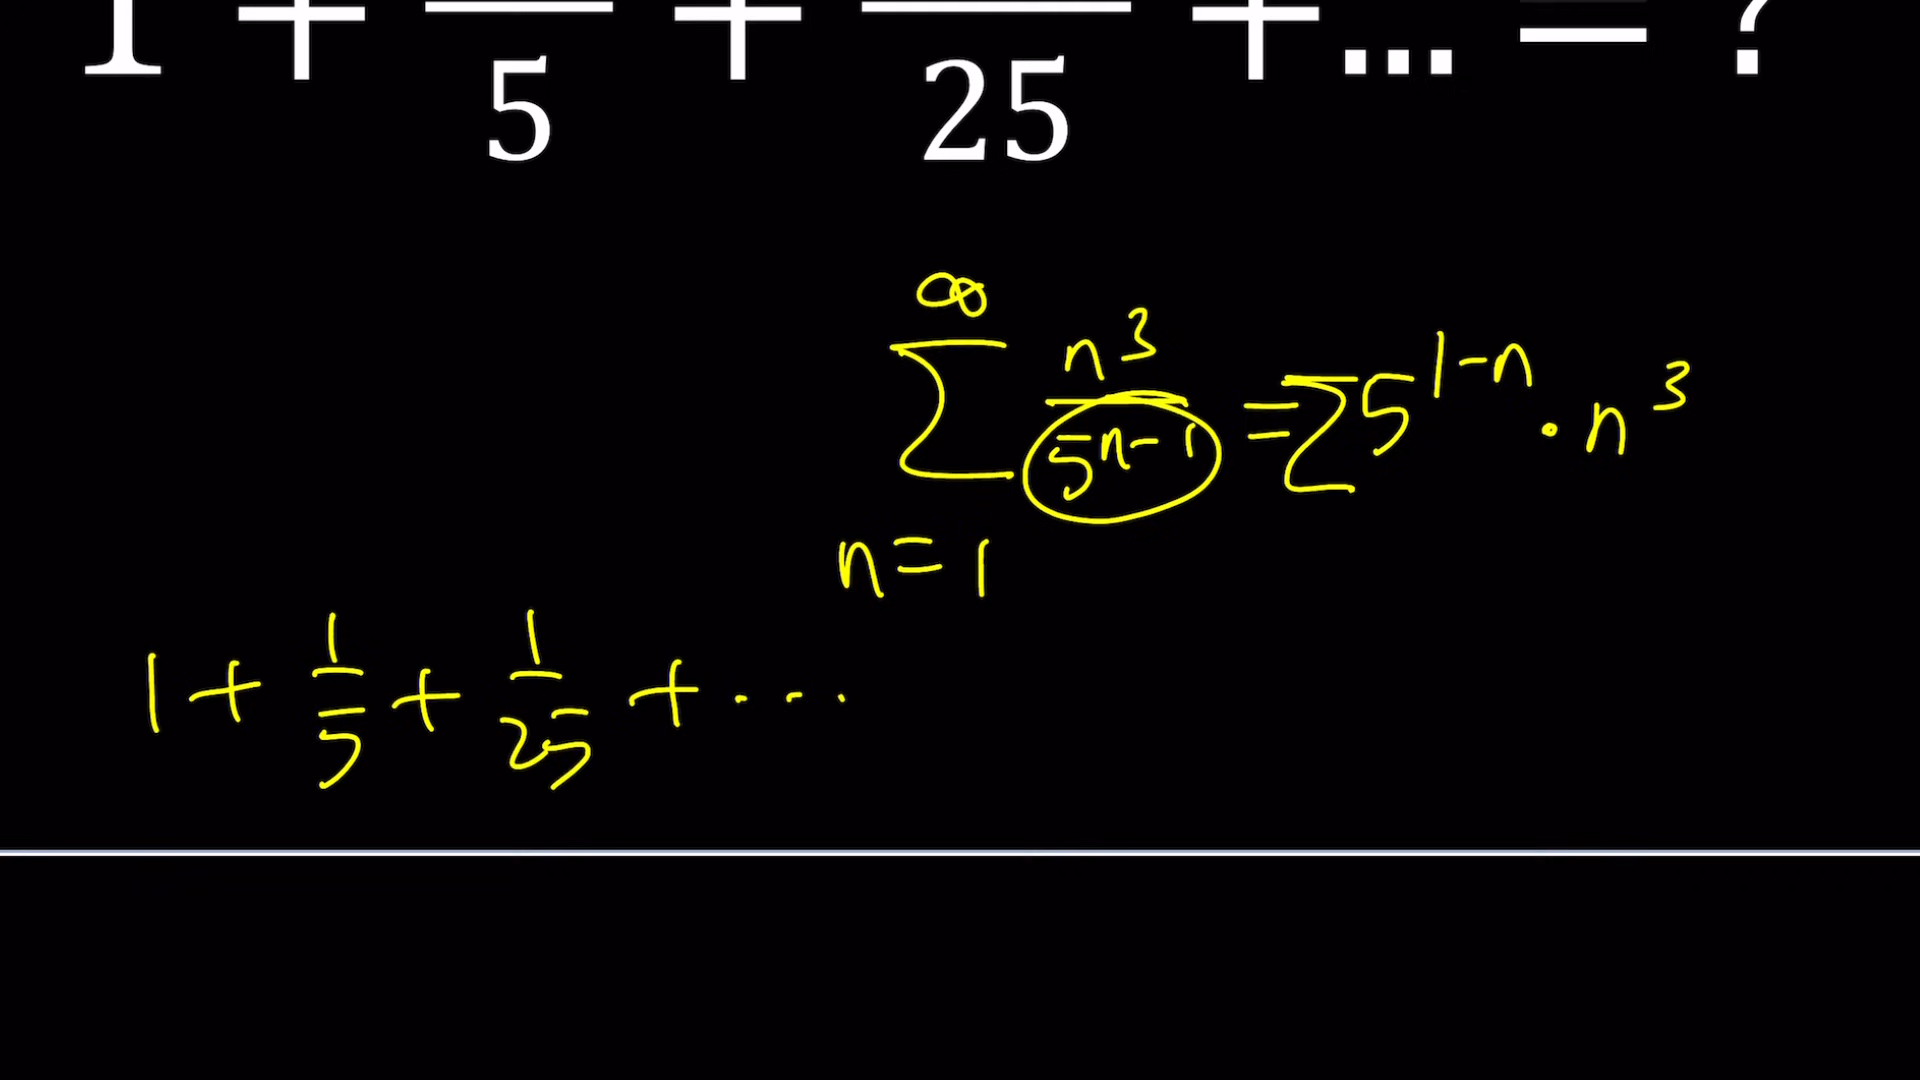 1 + /5 + /25 + ... = ?
∞
∑ n³/5ⁿ⁻¹ = ∑ 5¹⁻ⁿ · n³
n = 1
1 + 1/5 + 1/25 + ...